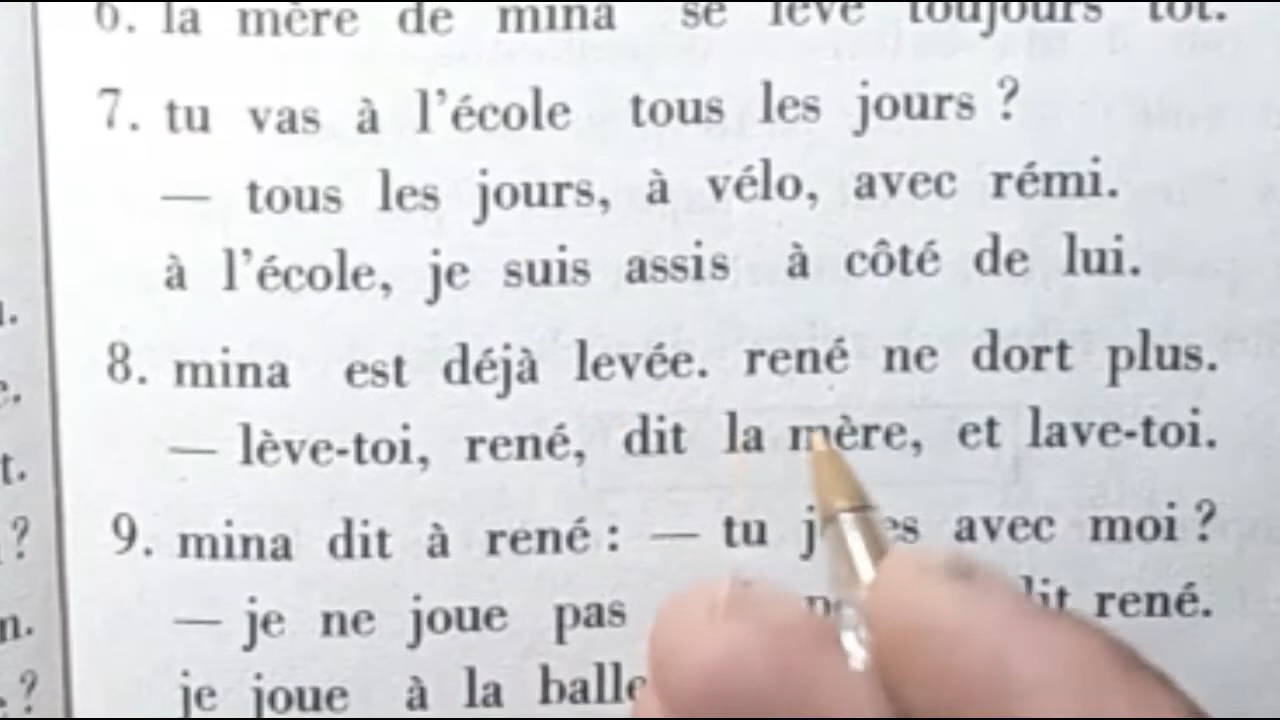 6. la mère de mina se lève toujours tôt.
7. tu vas à l'école tous les jours ?
— tous les jours, à vélo, avec rémi.
à l'école, je suis assis à côté de lui.
8. mina est déjà levée. rené ne dort plus.
— lève-toi, rené, dit la mère, et lave-toi.
9. mina dit à rené : — tu avec moi ?
— je ne joue pas dit rené.
je joue à la balle